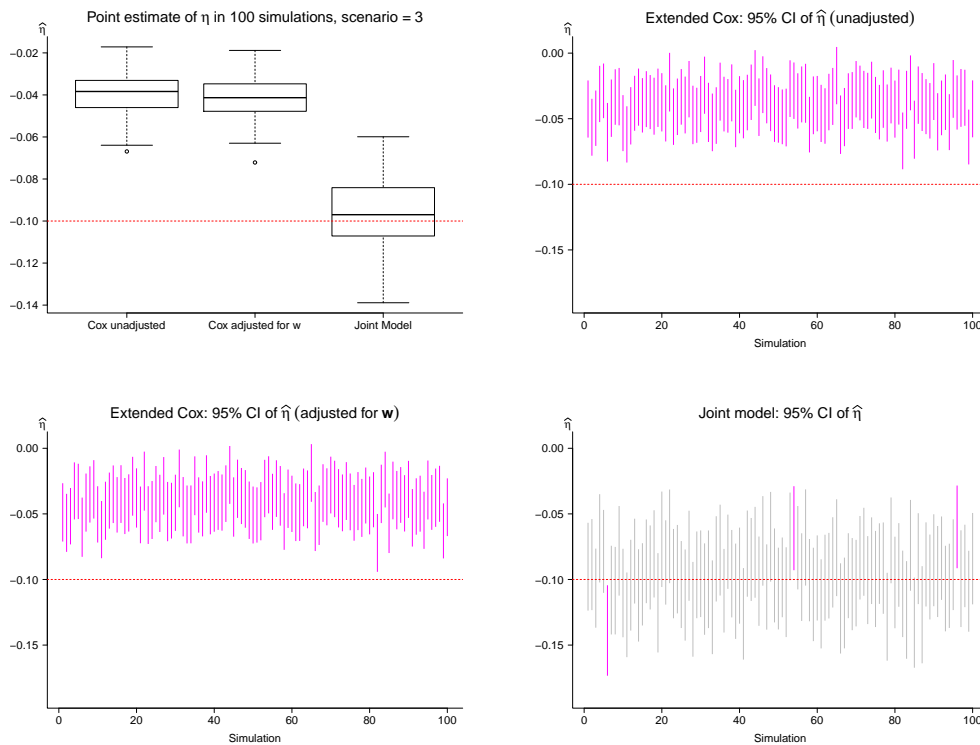 Point estimate of η in 100 simulations, scenario = 3
η̂
−0.02
−0.04
−0.06
−0.08
−0.10
−0.12
−0.14
Cox unadjusted Cox adjusted for w Joint Model
Extended Cox: 95% CI of η̂ (unadjusted)
η̂
0.00
−0.05
−0.10
−0.15
0 20 40 60 80 100
Simulation
Extended Cox: 95% CI of η̂ (adjusted for w)
η̂
0.00
−0.05
−0.10
−0.15
0 20 40 60 80 100
Simulation
Joint model: 95% CI of η̂
η̂
0.00
−0.05
−0.10
−0.15
0 20 40 60 80 100
Simulation